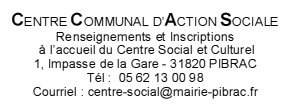 CENTRE COMMUNAL D'ACTION SOCIALE
Renseignements et Inscriptions
à l'accueil du Centre Social et Culturel
1, Impasse de la Gare - 31820 PIBRAC
Tél : 05 62 13 00 98
Courriel : centre-social@mairie-pibrac.fr